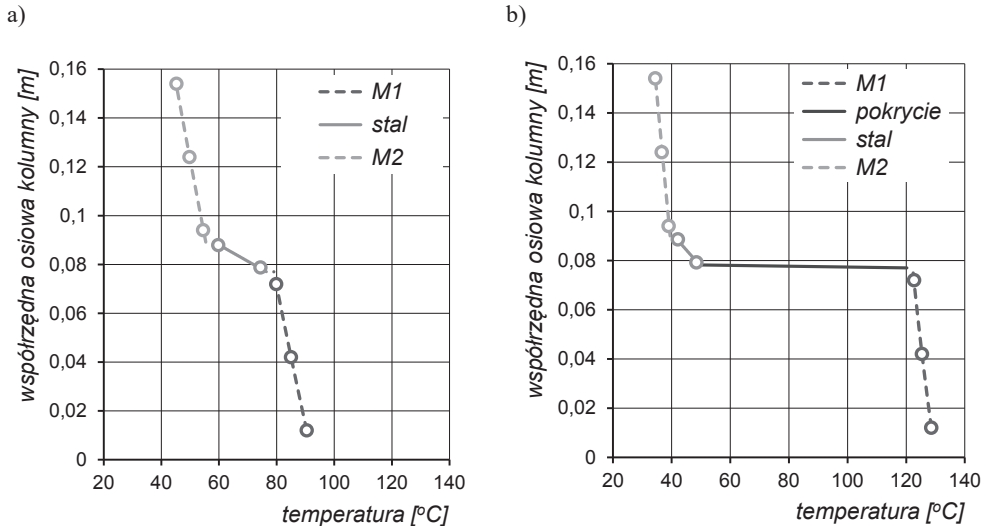 a)
współrzędna osiowa kolumny [m]
0,16
0,14
0,12
0,1
0,08
0,06
0,04
0,02
0
M1
stal
M2
20 40 60 80 100 120 140
temperatura [°C]
b)
współrzędna osiowa kolumny [m]
0,16
0,14
0,12
0,1
0,08
0,06
0,04
0,02
0
M1
pokrycie
stal
M2
20 40 60 80 100 120 140
temperatura [°C]